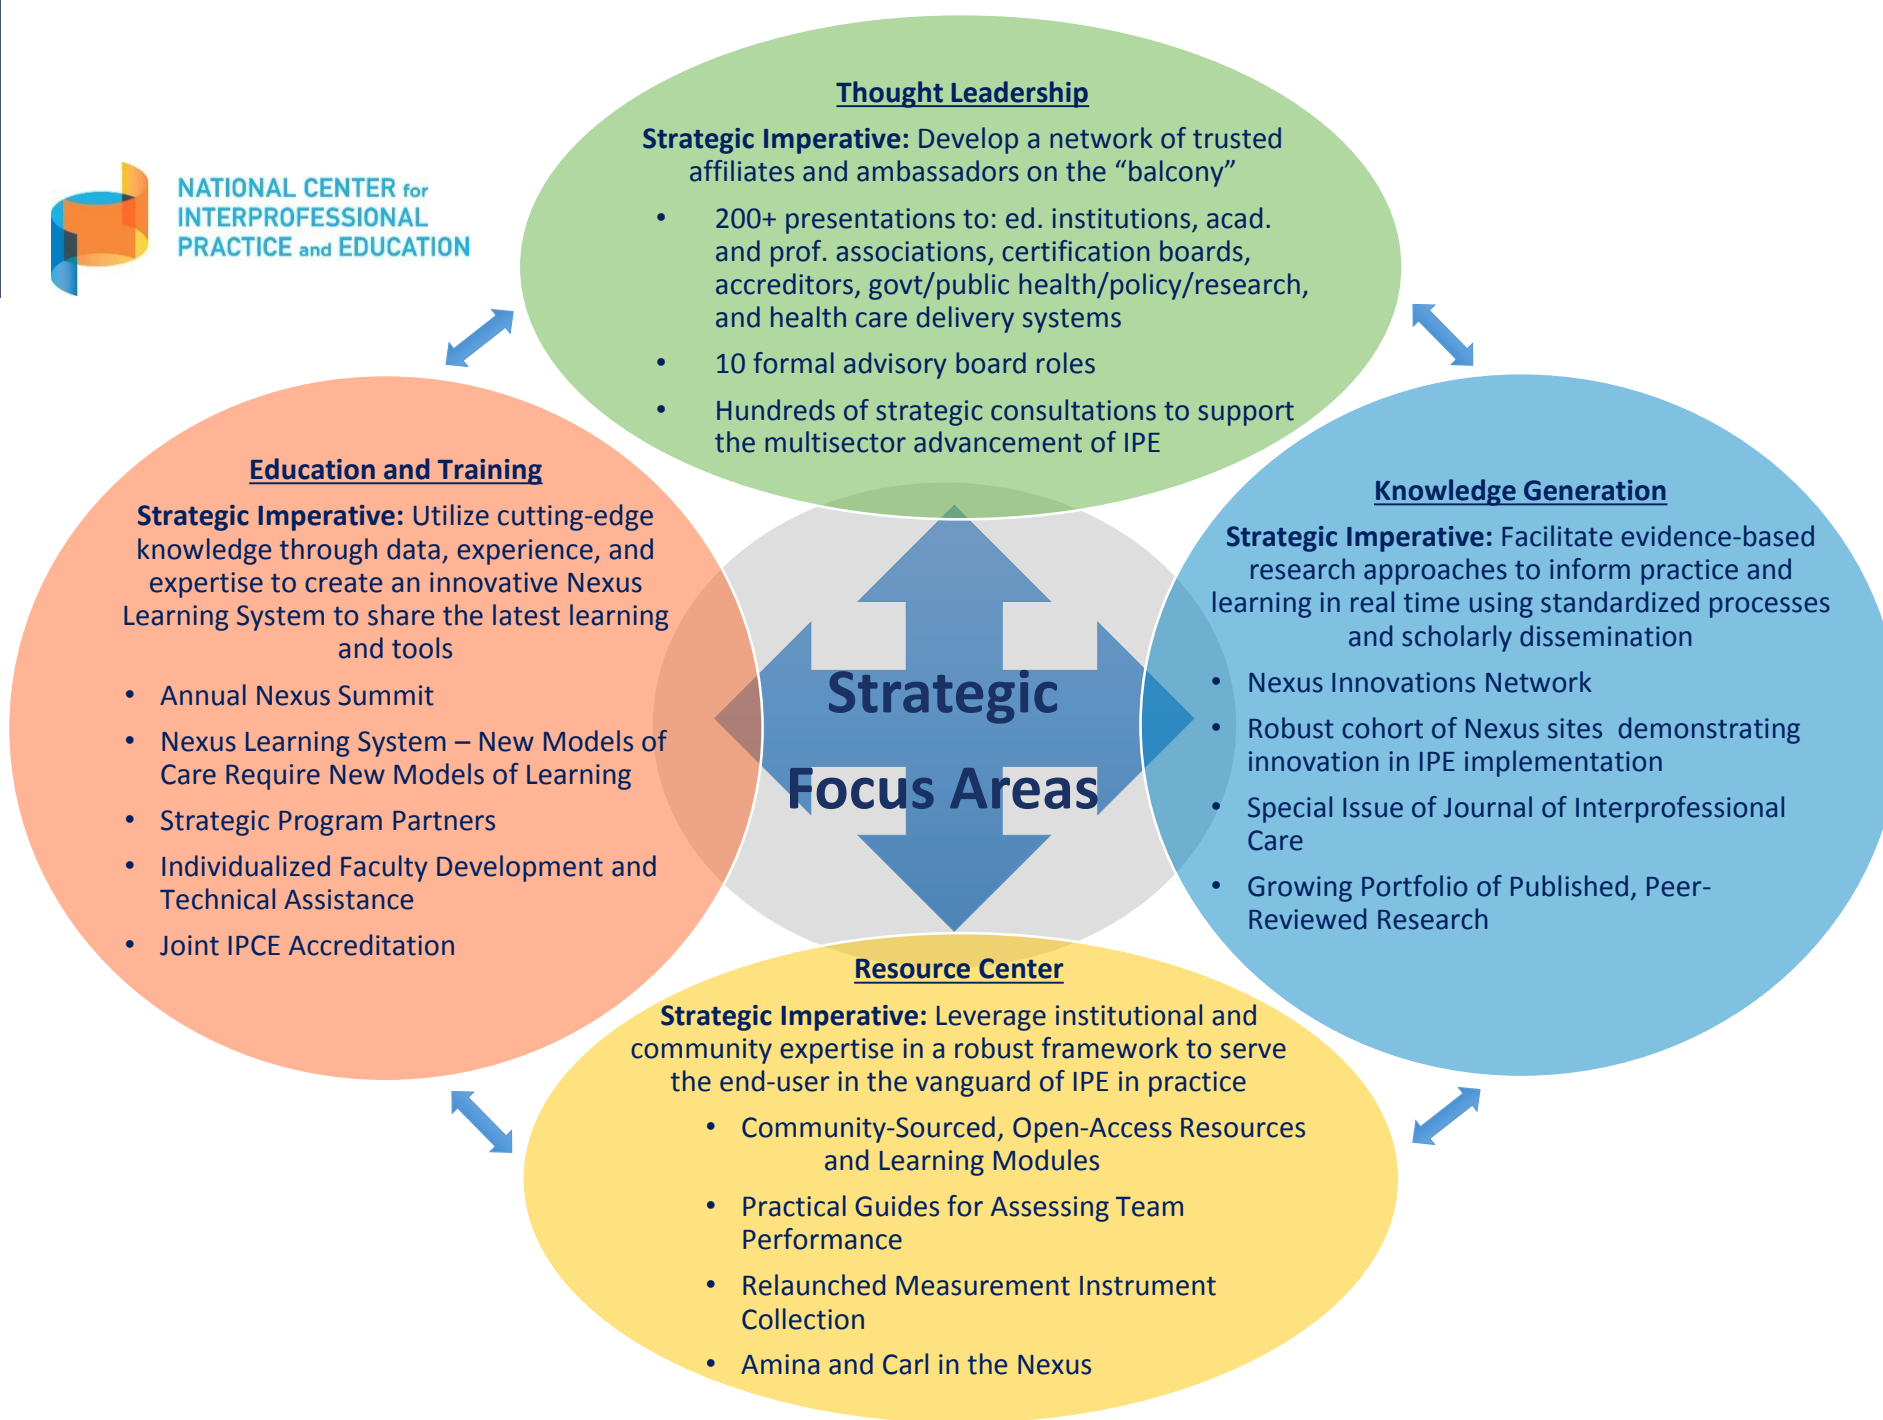 NATIONAL CENTER for
INTERPROFESSIONAL
PRACTICE and EDUCATION
Thought Leadership
Strategic Imperative: Develop a network of trusted
affiliates and ambassadors on the “balcony”
• 200+ presentations to: ed. institutions, acad.
and prof. associations, certification boards,
accreditors, govt/public health/policy/research,
and health care delivery systems
• 10 formal advisory board roles
• Hundreds of strategic consultations to support
the multisector advancement of IPE
Education and Training
Strategic Imperative: Utilize cutting-edge
knowledge through data, experience, and
expertise to create an innovative Nexus
Learning System to share the latest learning
and tools
• Annual Nexus Summit
• Nexus Learning System – New Models of
Care Require New Models of Learning
• Strategic Program Partners
• Individualized Faculty Development and
Technical Assistance
• Joint IPCE Accreditation
Strategic
Focus Areas
Knowledge Generation
Strategic Imperative: Facilitate evidence-based
research approaches to inform practice and
learning in real time using standardized processes
and scholarly dissemination
• Nexus Innovations Network
• Robust cohort of Nexus sites demonstrating
innovation in IPE implementation
• Special Issue of Journal of Interprofessional
Care
• Growing Portfolio of Published, Peer-
Reviewed Research
Resource Center
Strategic Imperative: Leverage institutional and
community expertise in a robust framework to serve
the end-user in the vanguard of IPE in practice
• Community-Sourced, Open-Access Resources
and Learning Modules
• Practical Guides for Assessing Team
Performance
• Relaunched Measurement Instrument
Collection
• Amina and Carl in the Nexus